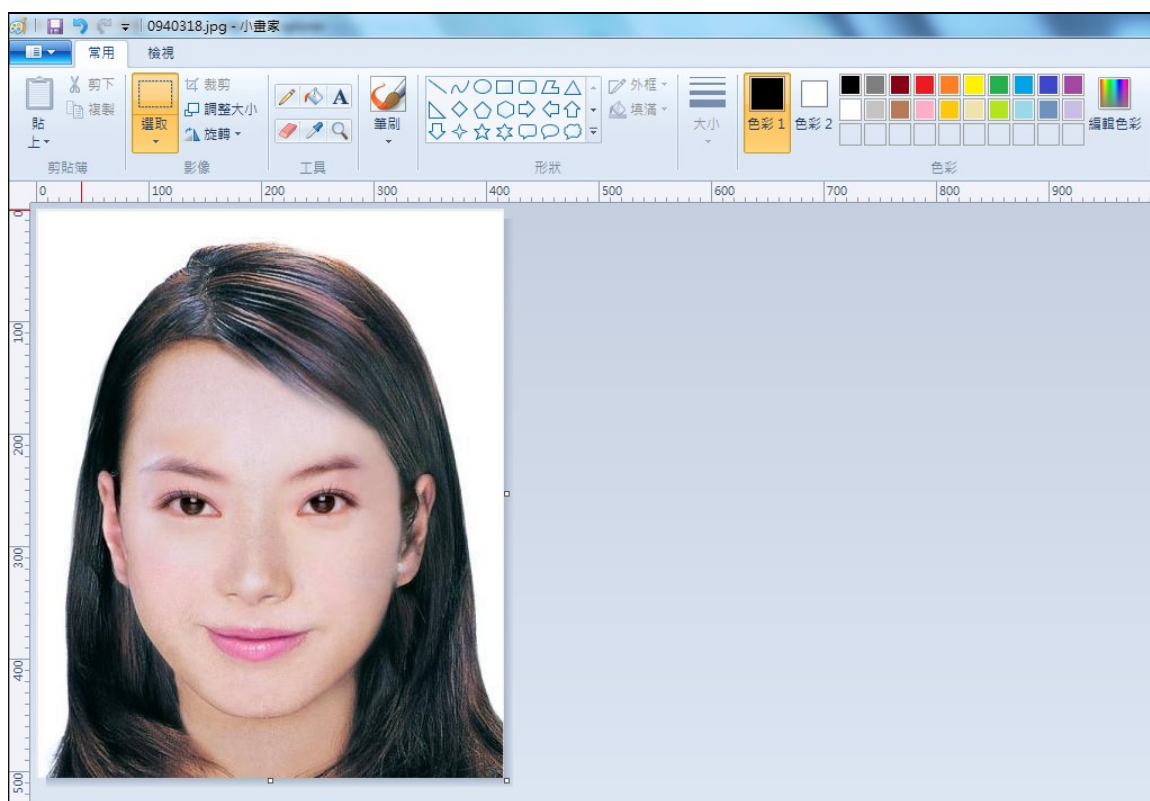 0940318.jpg - 小畫家
常用 檢視
剪下
複製
貼上
剪貼簿
選取
裁剪
調整大小
旋轉
影像
A
工具
筆刷
外框
填滿
形狀
大小
色彩 1
色彩 2
編輯色彩
色彩
0 100 200 300 400 500 600 700 800 900
0
100
200
300
400
500